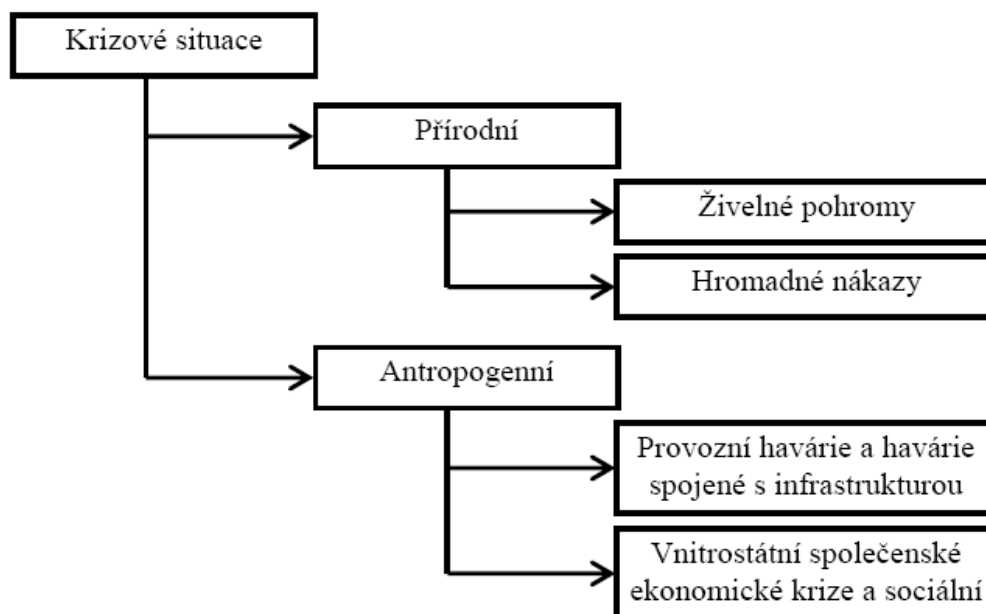 Krizové situace
Přírodní
Živelné pohromy
Hromadné nákazy
Antropogenní
Provozní havárie a havárie
spojené s infrastrukturou
Vnitrostátní společenské
ekonomické krize a sociální